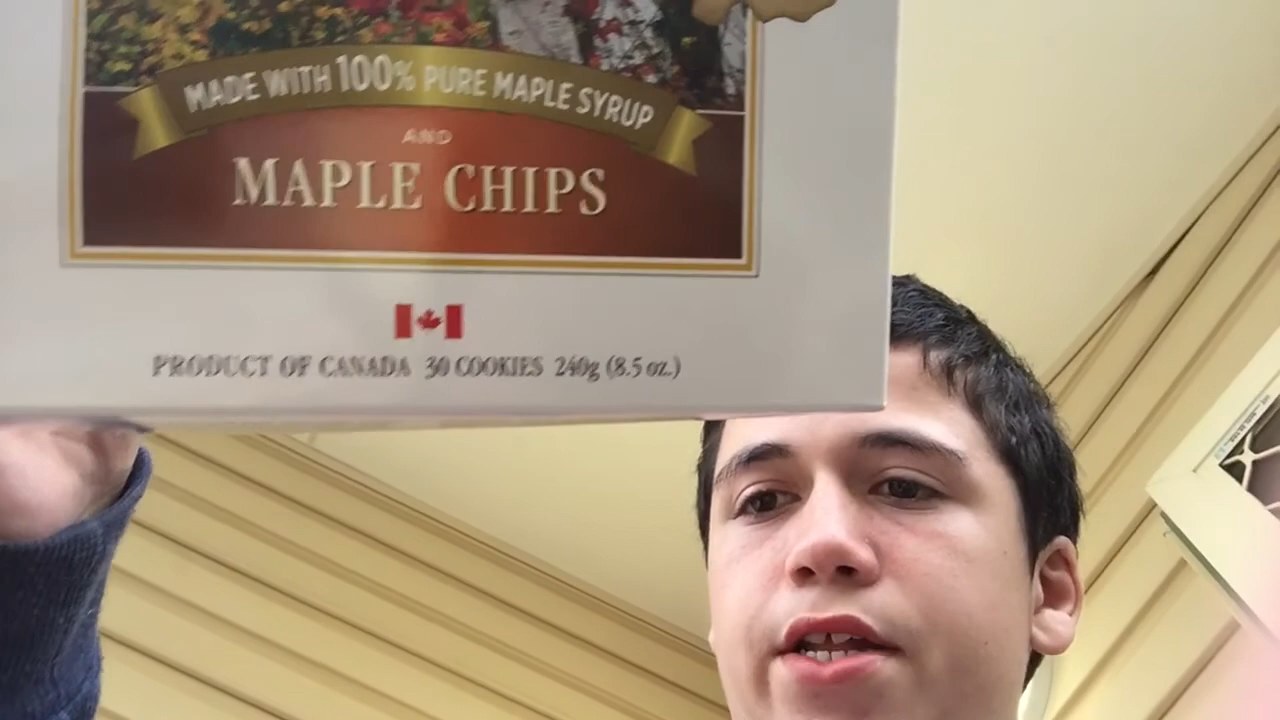 MADE WITH 100% PURE MAPLE SYRUP
AND
MAPLE CHIPS
PRODUCT OF CANADA 30 COOKIES 240g (8.5 oz.)